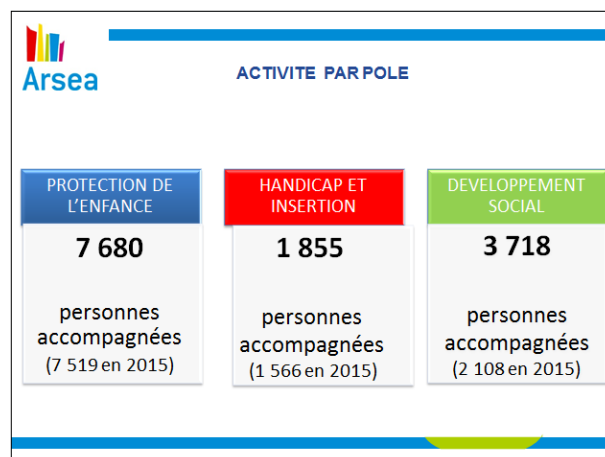 Arsea
ACTIVITE PAR POLE
PROTECTION DE
L'ENFANCE
7 680
personnes
accompagnées
(7 519 en 2015)
HANDICAP ET
INSERTION
1 855
personnes
accompagnées
(1 566 en 2015)
DEVELOPPEMENT
SOCIAL
3 718
personnes
accompagnées
(2 108 en 2015)